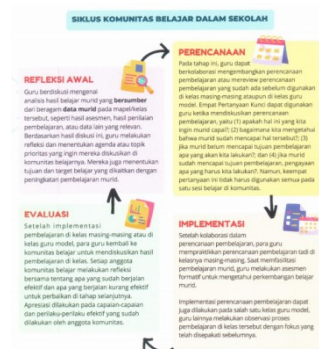 SIKLUS KOMUNITAS BELAJAR DALAM SEKOLAH
REFLEKSI AWAL
Guru berdiskusi mengenai
analisis hasil belajar murid yang bersumber
dari beragam data murid pada mapel/kelas
tersebut, seperti hasil asesmen, hasil penilaian
pembelajaran, atau data lain yang relevan.
Berdasarkan hasil diskusi ini, guru melakukan
refleksi dan menentukan agenda atau topik
prioritas yang ingin mereka diskusikan di
komunitas belajarnya. Mereka juga menentukan
tujuan dan target belajar yang dikaitkan dengan
peningkatan pembelajaran murid.
PERENCANAAN
Pada tahap ini, guru dapat
berkolaborasi mengembangkan perencanaan
pembelajaran atau mereview perencanaan
pembelajaran yang sudah ada sebelum digunakan
di kelas masing-masing ataupun di kelas guru
model. Empat Pertanyaan Kunci dapat digunakan
guru ketika mendiskusikan perencanaan
pembelajaran, yaitu (1) apakah hal ini yang kita
ingin murid capai?; (2) bagaimana kita mengetahui
bahwa murid sudah mencapai hal tersebut?; (3)
jika murid belum mencapai tujuan pembelajaran
apa yang akan kita lakukan?; dan (4) jika murid
sudah mencapai tujuan pembelajaran, pengayaan
apa yang harus kita lakukan?. Namun, keempat
pertanyaan ini tidak harus digunakan semua pada
satu sesi belajar di komunitas.
EVALUASI
Setelah implementasi
pembelajaran di kelas masing-masing atau di
kelas guru model, para guru kembali ke
komunitas belajar untuk mendiskusikan hasil
pembelajaran di kelas. Setiap anggota
komunitas belajar melakukan refleksi
bersama tentang apa yang sudah berjalan
efektif dan apa yang berjalan kurang efektif
untuk perbaikan di tahap selanjutnya.
Apresiasi dilakukan pada capaian-capaian
dan perilaku-perilaku efektif yang sudah
dilakukan oleh anggota komunitas.
IMPLEMENTASI
Setelah kolaborasi dalam
perencanaan pembelajaran, para guru
mempraktikkan perencanaan pembelajaran tadi di
kelasnya masing-masing. Saat memfasilitasi
pembelajaran murid, guru melakukan asesmen
formatif untuk mengetahui perkembangan belajar
murid.
Implementasi perencanaan pembelajaran dapat
juga dilakukan pada salah satu kelas guru model,
guru lainnya melakukan observasi proses
pembelajaran di kelas tersebut dengan fokus yang
telah disepakati sebelumnya.